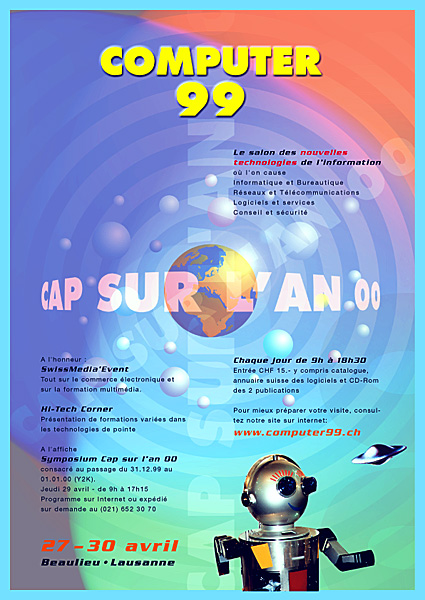 COMPUTER
99
Le salon des nouvelles
technologies de l'information
où l'on cause
Informatique et Bureautique
Réseaux et Télécommunications
Logiciels et services
Conseil et sécurité
CAP SUR L'AN 00
A l'honneur :
SwissMedia'Event
Tout sur le commerce électronique et
sur la formation multimédia.
Hi-Tech Corner
Présentation de formations variées dans
les technologies de pointe
A l'affiche
Symposium Cap sur l'an 00
consacré au passage du 31.12.99 au
01.01.00 (Y2K).
Jeudi 29 avril - de 9h à 17h15
Programme sur Internet ou expédié
sur demande au (021) 652 30 70
Chaque jour de 9h à 18h30
Entrée CHF 15.- y compris catalogue,
annuaire suisse des logiciels et CD-Rom
des 2 publications
Pour mieux préparer votre visite, consul-
tez notre site sur internet:
www.computer99.ch
27-30 avril
Beaulieu • Lausanne
CAP SUR L'AN
SUR L'AN 00